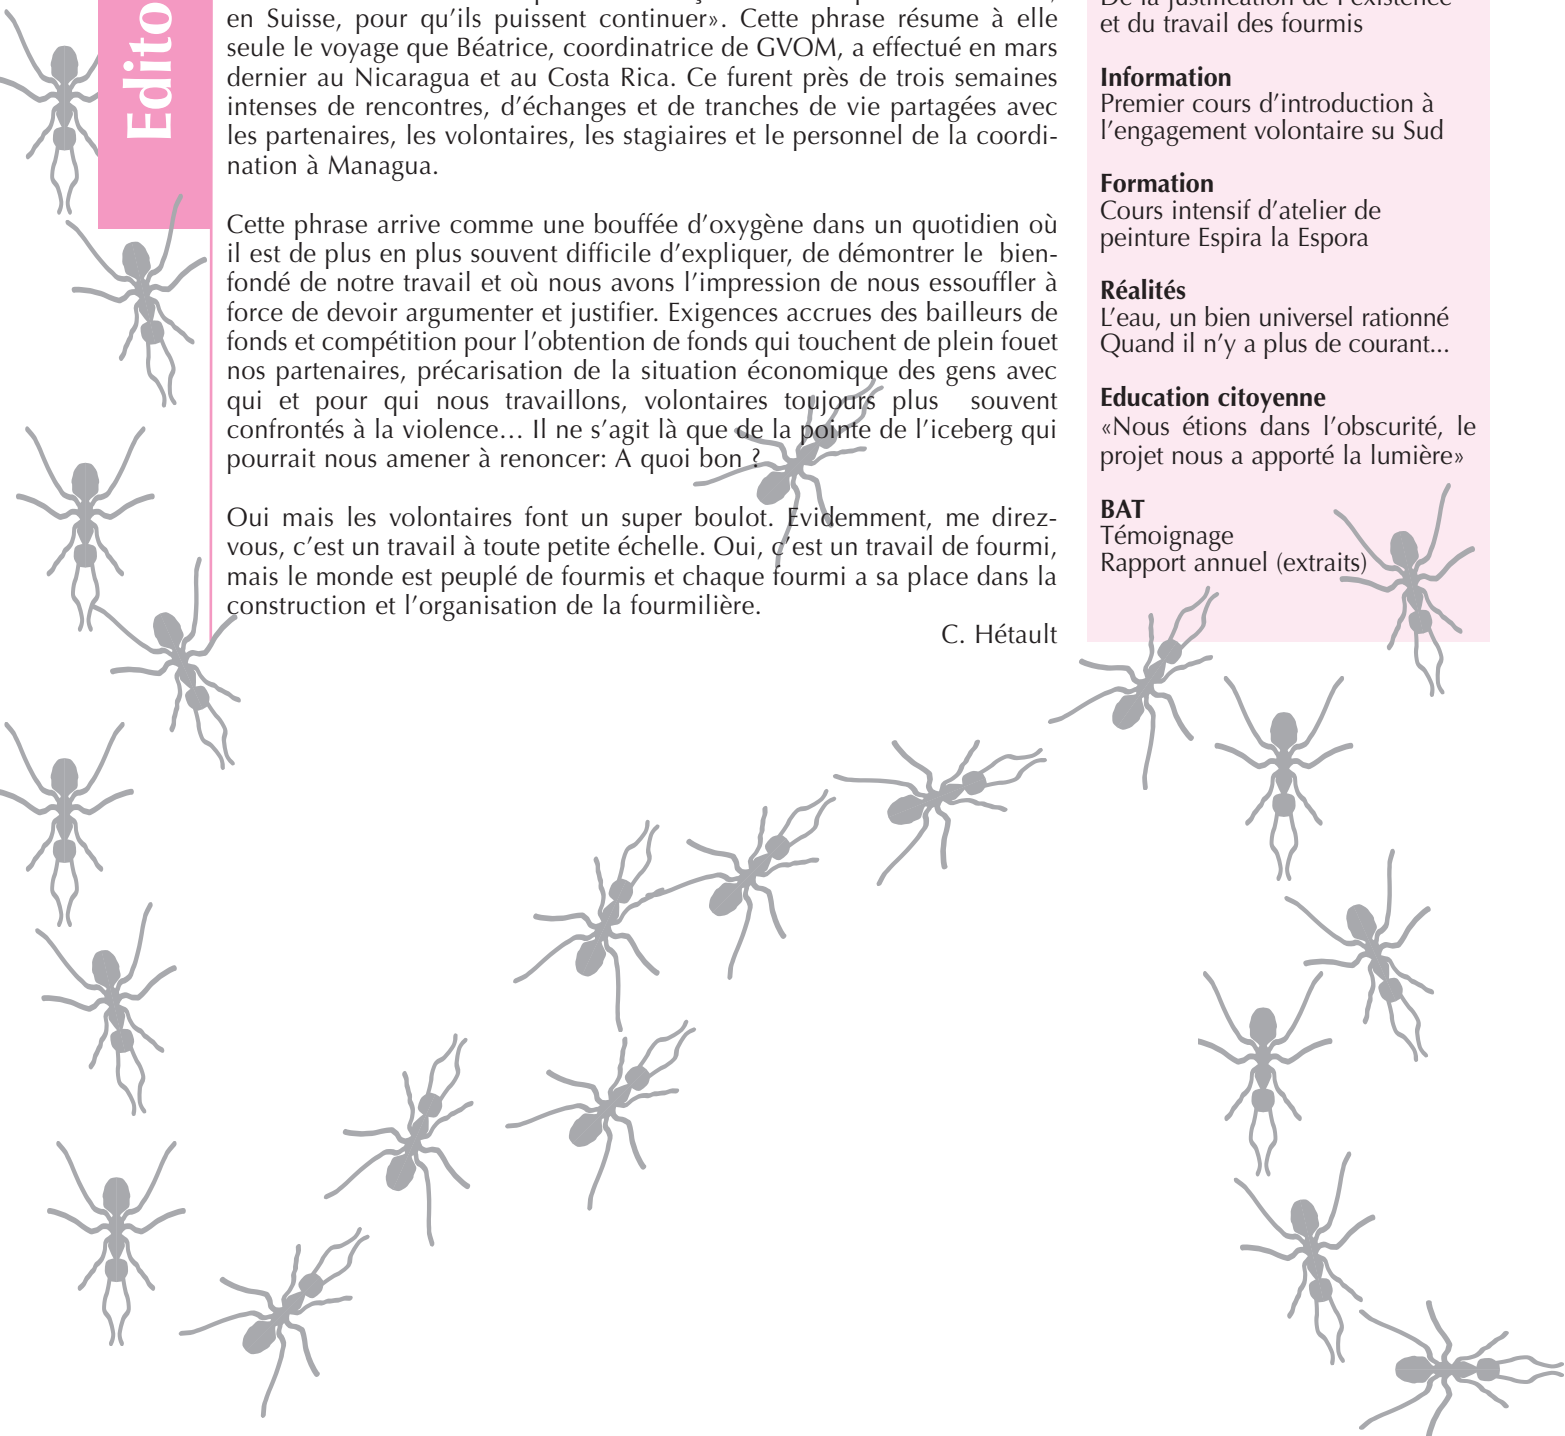 Edito
en Suisse, pour qu'ils puissent continuer». Cette phrase résume à elle
seule le voyage que Béatrice, coordinatrice de GVOM, a effectué en mars
dernier au Nicaragua et au Costa Rica. Ce furent près de trois semaines
intenses de rencontres, d'échanges et de tranches de vie partagées avec
les partenaires, les volontaires, les stagiaires et le personnel de la coordi-
nation à Managua.
Cette phrase arrive comme une bouffée d'oxygène dans un quotidien où
il est de plus en plus souvent difficile d'expliquer, de démontrer le bien-
fondé de notre travail et où nous avons l'impression de nous essouffler à
force de devoir argumenter et justifier. Exigences accrues des bailleurs de
fonds et compétition pour l'obtention de fonds qui touchent de plein fouet
nos partenaires, précarisation de la situation économique des gens avec
qui et pour qui nous travaillons, volontaires toujours plus souvent
confrontés à la violence… Il ne s'agit là que de la pointe de l'iceberg qui
pourrait nous amener à renoncer: A quoi bon ?
Oui mais les volontaires font un super boulot. Evidemment, me direz-
vous, c'est un travail à toute petite échelle. Oui, c'est un travail de fourmi,
mais le monde est peuplé de fourmis et chaque fourmi a sa place dans la
construction et l'organisation de la fourmilière.
C. Hétault
De la justification de l'existence
et du travail des fourmis
Information
Premier cours d'introduction à
l'engagement volontaire su Sud
Formation
Cours intensif d'atelier de
peinture Espira la Espora
Réalités
L'eau, un bien universel rationné
Quand il n'y a plus de courant...
Education citoyenne
«Nous étions dans l'obscurité, le
projet nous a apporté la lumière»
BAT
Témoignage
Rapport annuel (extraits)